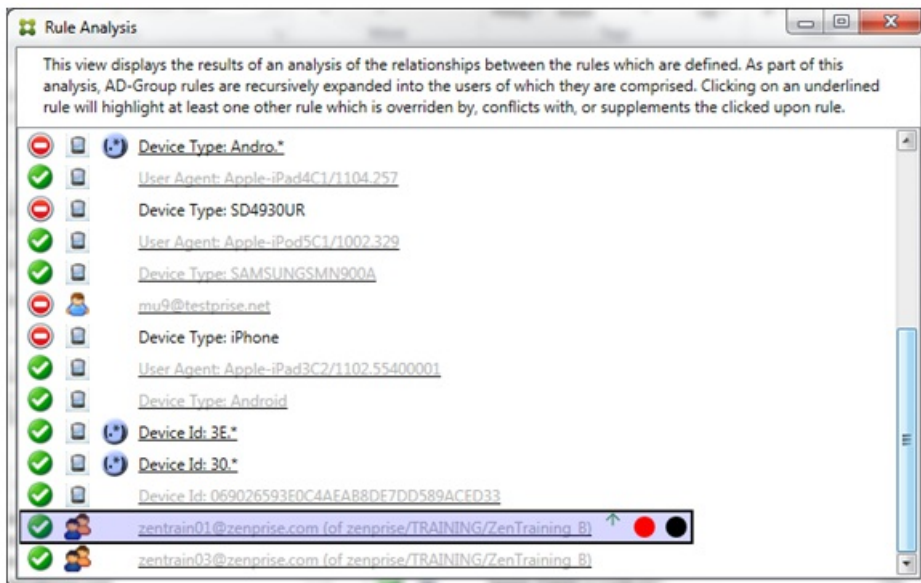 Rule Analysis
This view displays the results of an analysis of the relationships between the rules which are defined. As part of this
analysis, AD-Group rules are recursively expanded into the users of which they are comprised. Clicking on an underlined
rule will highlight at least one other rule which is overriden by, conflicts with, or supplements the clicked upon rule.
(.*) Device Type: Andro.*
User Agent: Apple-iPad4C1/1104.257
Device Type: SD4930UR
User Agent: Apple-iPod5C1/1002.329
Device Type: SAMSUNGSMN900A
mu9@testprise.net
Device Type: iPhone
User Agent: Apple-iPad3C2/1102.55400001
Device Type: Android
(.*) Device Id: 3E.*
(.*) Device Id: 30.*
Device Id: 069026593E0C4AEAB8DE7DD589ACED33
zentrain01@zenprise.com (of zenprise/TRAINING/ZenTraining_B)
zentrain03@zenprise.com (of zenprise/TRAINING/ZenTraining_B)